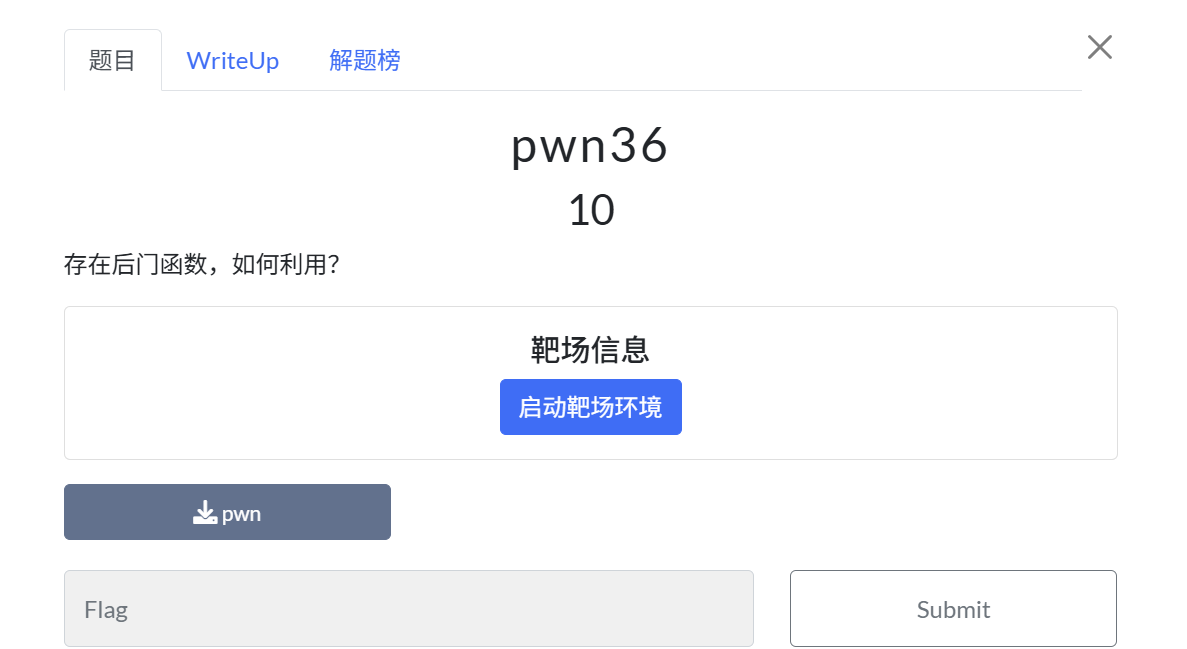 题目 WriteUp 解题榜
pwn36
10
存在后门函数，如何利用？
靶场信息
启动靶场环境
pwn
Flag Submit